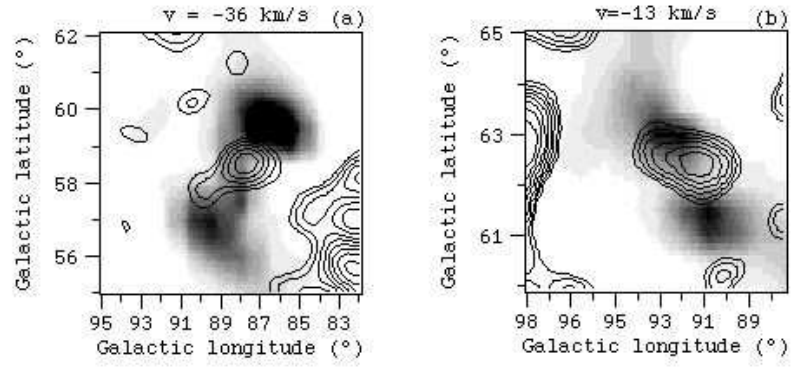 v = -36 km/s (a)
62
60
58
56
95 93 91 89 87 85 83
Galactic longitude (°)
Galactic latitude (°)
v=-13 km/s (b)
65
63
61
98 96 95 93 91 89
Galactic longitude (°)
Galactic latitude (°)